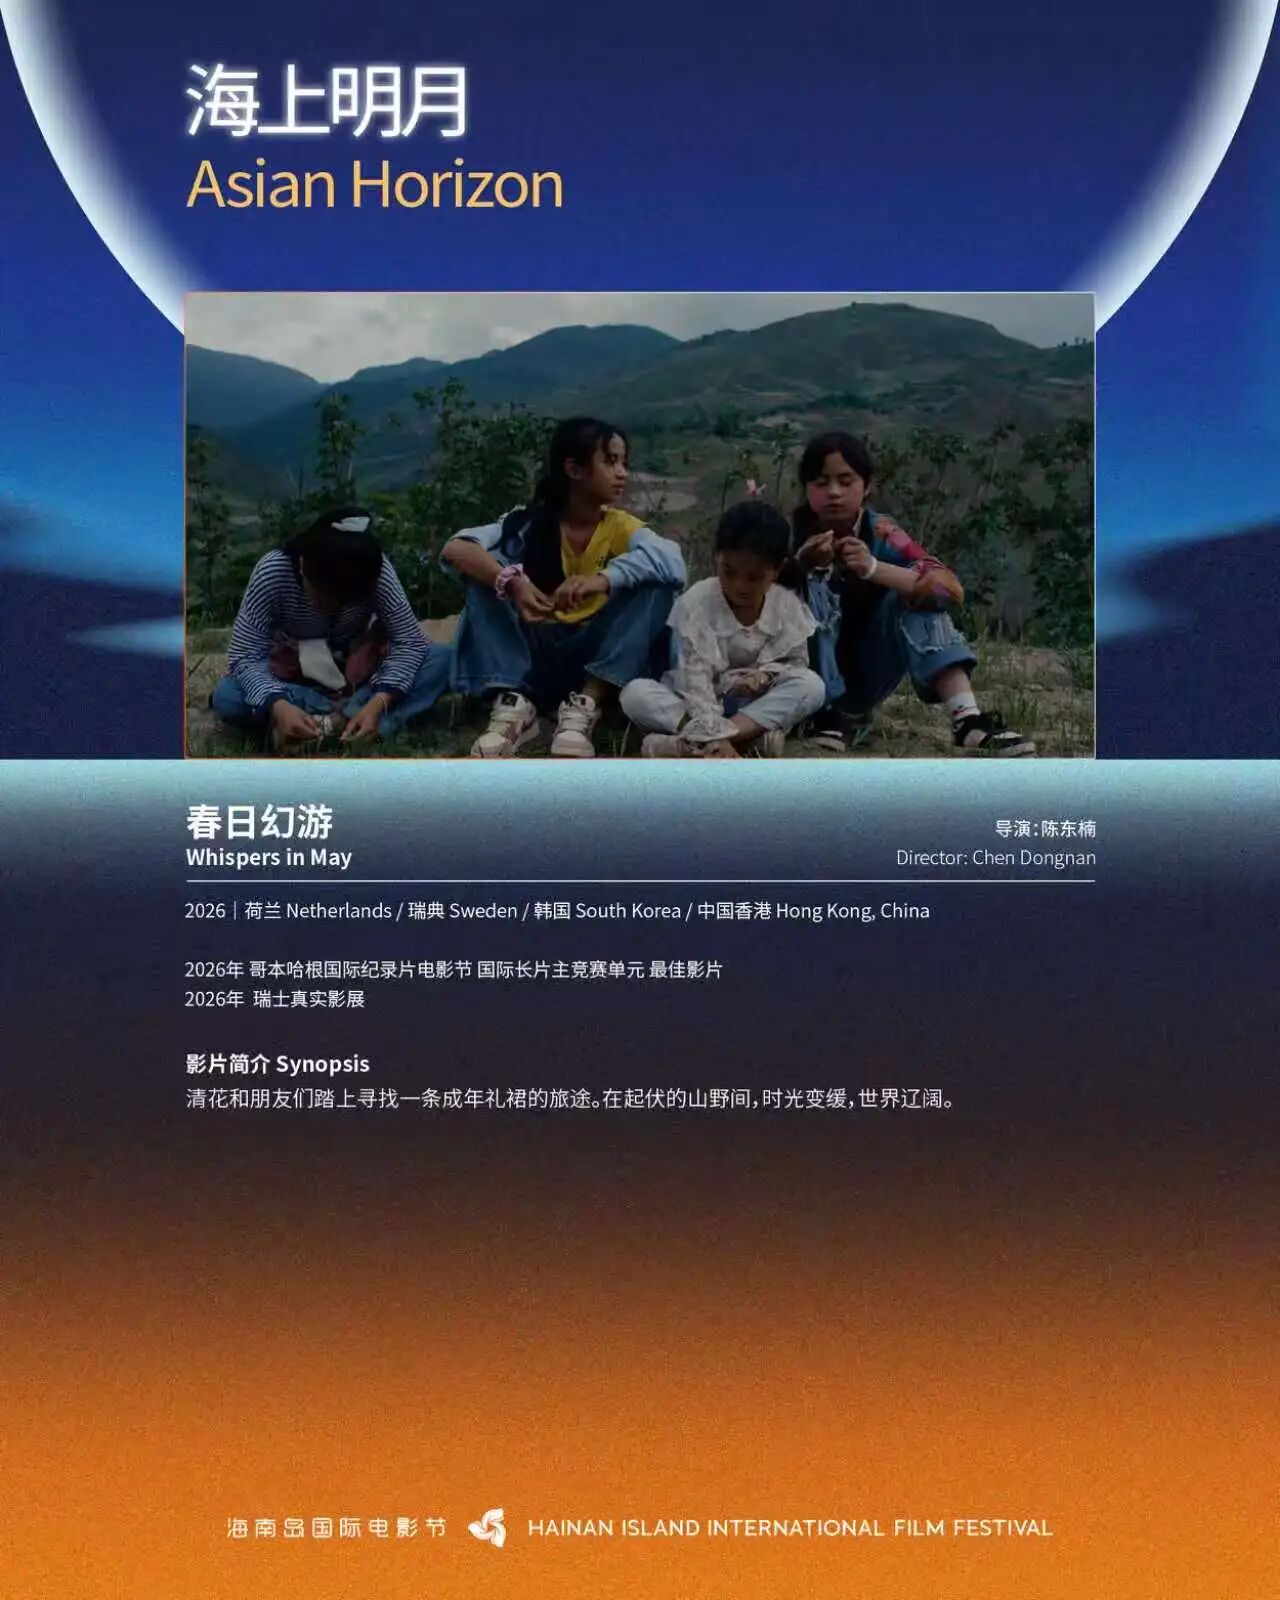 海上明月
Asian Horizon
春日幻游
Whispers in May
导演：陈东楠
Director: Chen Dongnan
2026｜荷兰 Netherlands / 瑞典 Sweden / 韩国 South Korea / 中国香港 Hong Kong, China
2026年 哥本哈根国际纪录片电影节 国际长片主竞赛单元 最佳影片
2026年 瑞士真实影展
影片简介 Synopsis
清花和朋友们踏上寻找一条成年礼裙的旅途。在起伏的山野间，时光变缓，世界辽阔。
海南岛国际电影节 HAINAN ISLAND INTERNATIONAL FILM FESTIVAL